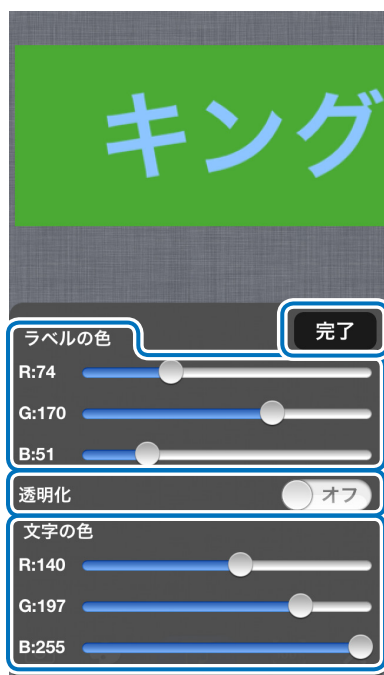 キング
完了
ラベルの色
R:74
G:170
B:51
透明化
オフ
文字の色
R:140
G:197
B:255